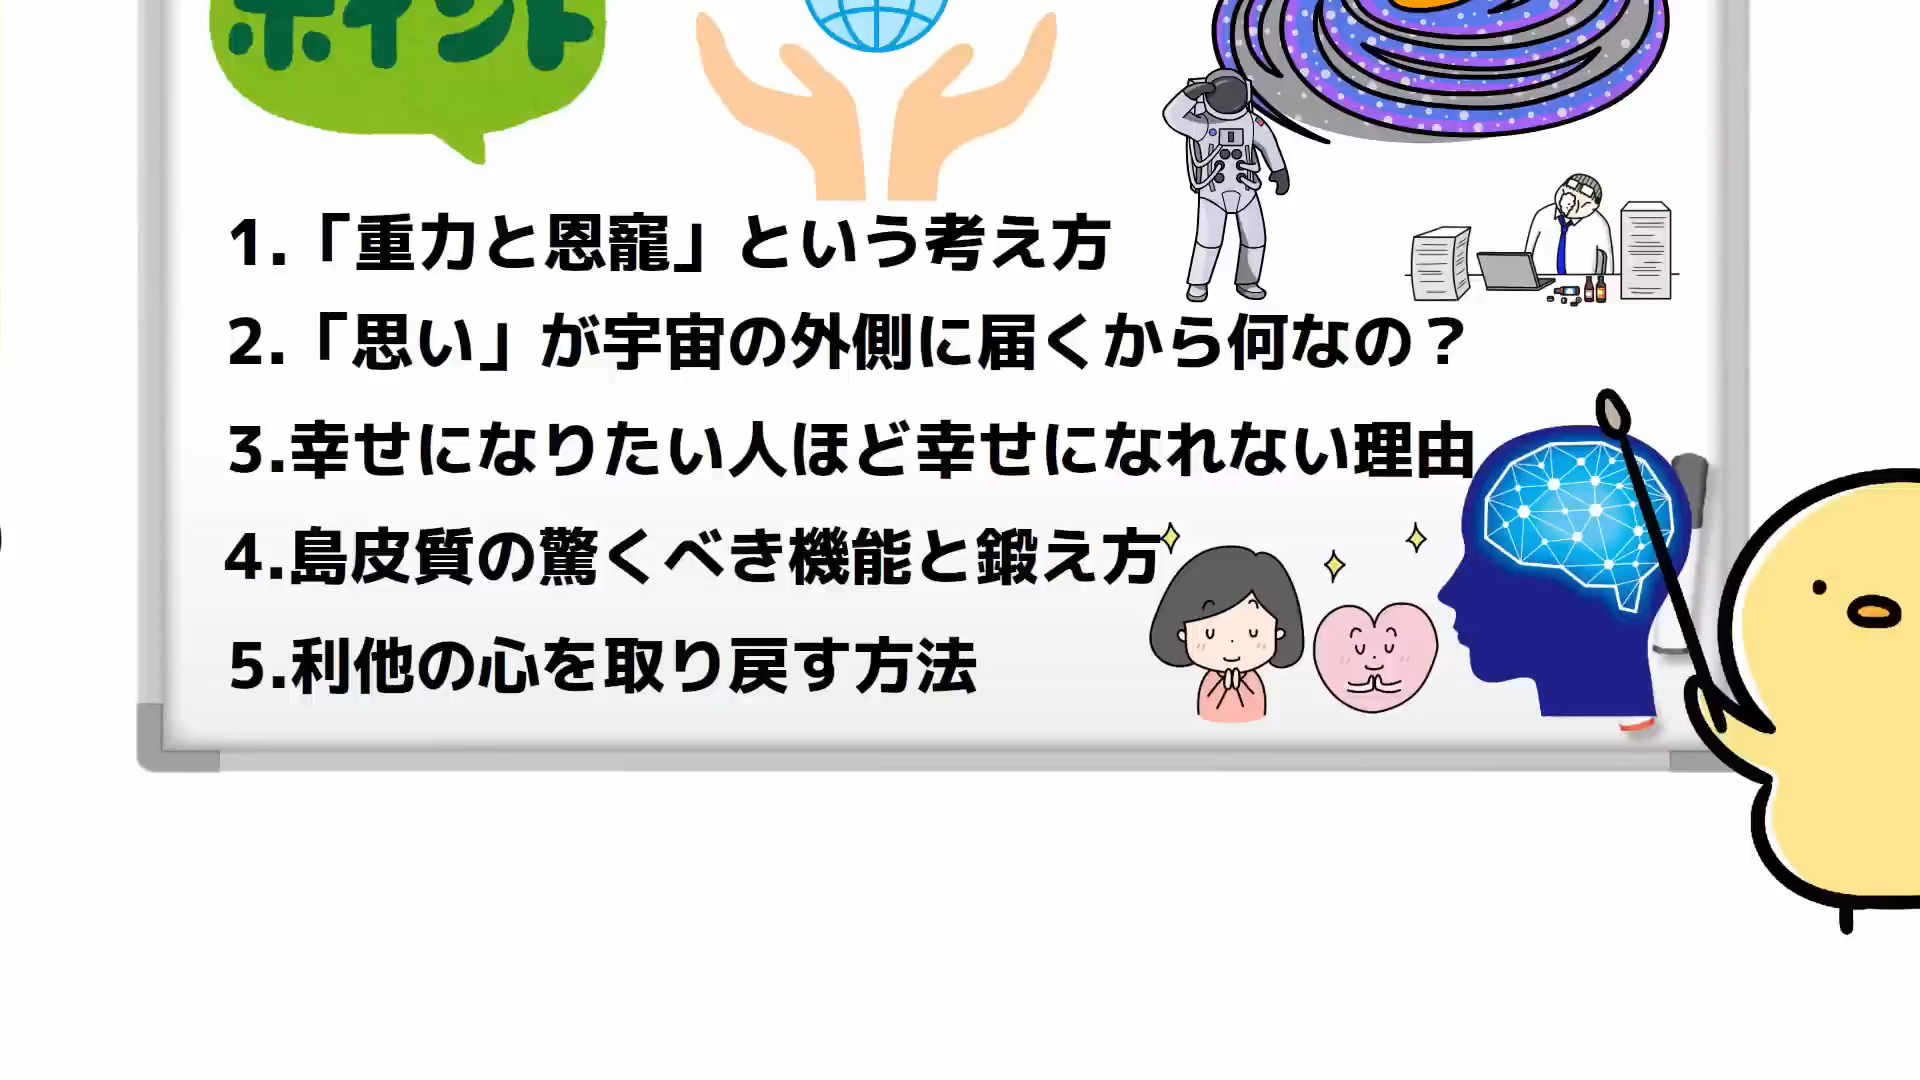 ポイント
1.「重力と恩寵」という考え方
2.「思い」が宇宙の外側に届くから何なの？
3.幸せになりたい人ほど幸せになれない理由
4.島皮質の驚くべき機能と鍛え方
5.利他の心を取り戻す方法